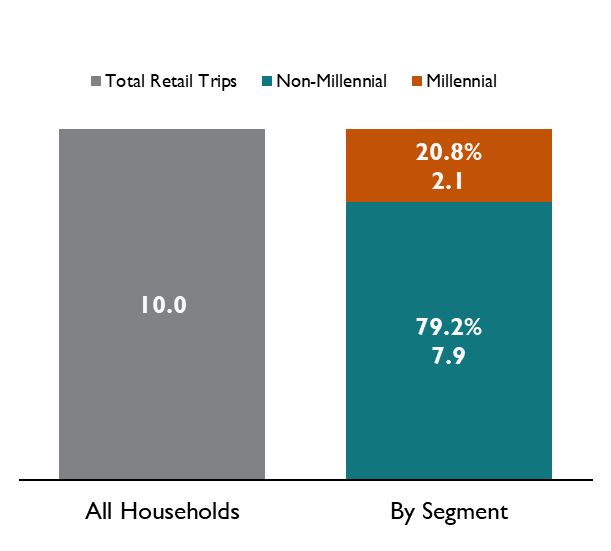 Total Retail Trips Non-Millennial Millennial
20.8%
2.1
10.0
79.2%
7.9
All Households By Segment